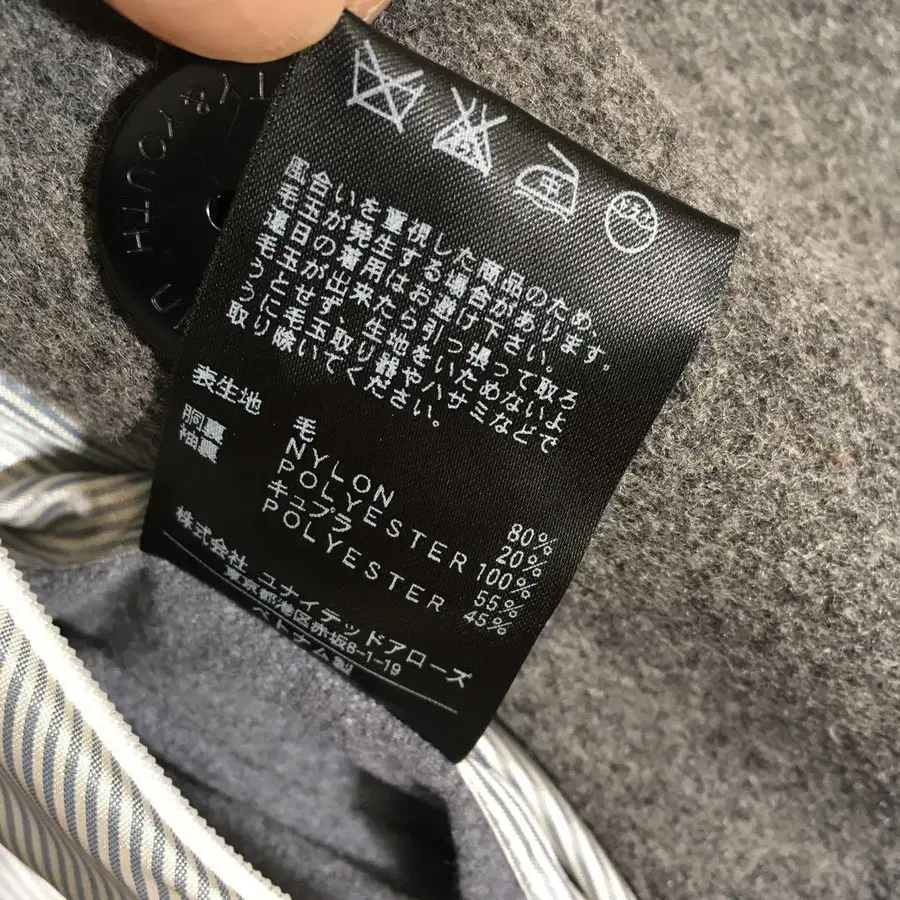 TY & YOUTH U
中
風合いを重視した商品のため、
毛玉が発生する場合があります。
連日の着用はお避け下さい。
毛玉が出来たら引っ張って取ろ
うとせず、生地をいためないよ
うに毛玉取り器やハサミなどで
取り除いてください。
表生地 毛 80%
NYLON 20%
胴裏 POLYESTER 100%
袖裏 キュプラ 55%
POLYESTER 45%
株式会社 ユナイテッドアローズ
東京都港区赤坂8-1-19
ベトナム製